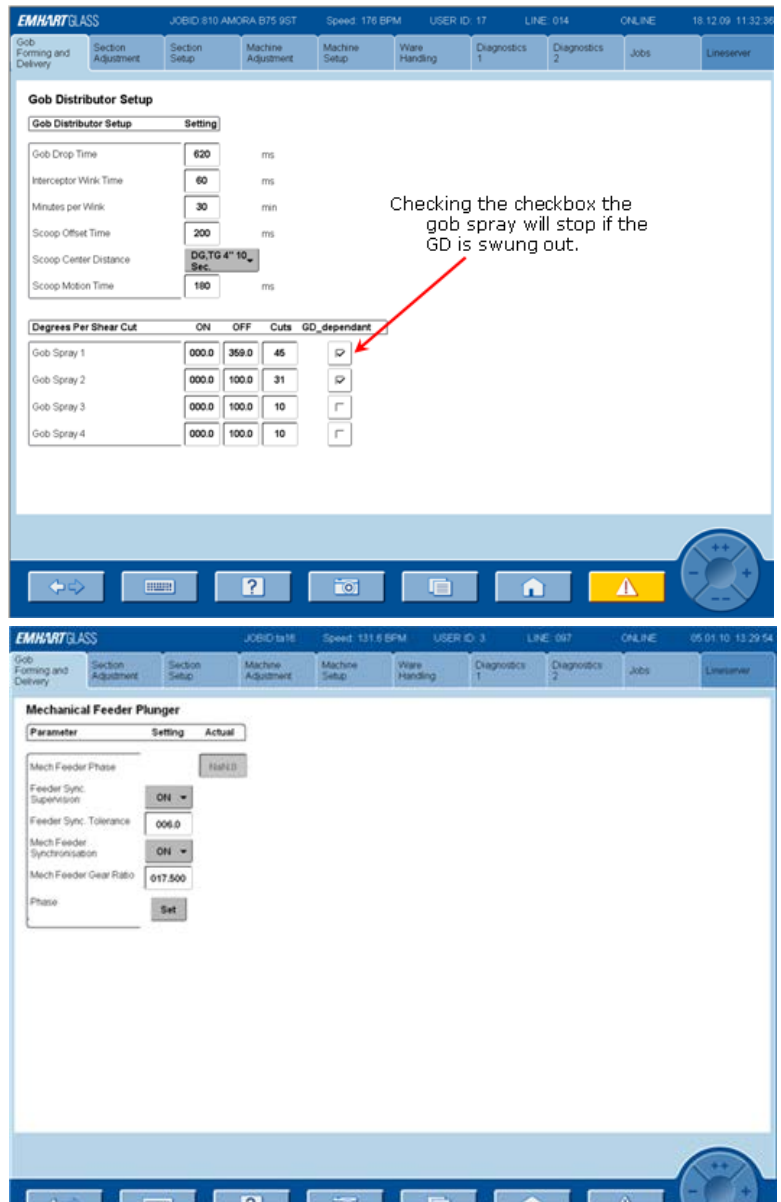 EMHART GLASS JOBID:810 AMORA B75 9ST Speed: 176 BPM USER ID: 17 LINE: 014 ONLINE 18.12.09 11:32:36
Gob Forming and Delivery
Section Adjustment
Section Setup
Machine Adjustment
Machine Setup
Ware Handling
Diagnostics 1
Diagnostics 2
Jobs
Lineserver
Gob Distributor Setup
Gob Distributor Setup Setting
Gob Drop Time 620 ms
Interceptor Wink Time 60 ms
Minutes per Wink 30 min
Scoop Offset Time 200 ms
Scoop Center Distance DG,TG 4" 10 Sec.
Scoop Motion Time 180 ms
Checking the checkbox the
gob spray will stop if the
GD is swung out.
Degrees Per Shear Cut ON OFF Cuts GD_dependant
Gob Spray 1 000.0 359.0 45
Gob Spray 2 000.0 100.0 31
Gob Spray 3 000.0 100.0 10
Gob Spray 4 000.0 100.0 10
++
- +
--
?
EMHART GLASS JOBID:ta16 Speed: 131.6 BPM USER ID: 3 LINE: 097 ONLINE 05.01.10 13:29:54
Gob Forming and Delivery
Section Adjustment
Section Setup
Machine Adjustment
Machine Setup
Ware Handling
Diagnostics 1
Diagnostics 2
Jobs
Lineserver
Mechanical Feeder Plunger
Parameter Setting Actual
Mech Feeder Phase NaN.0
Feeder Sync. Supervision ON
Feeder Sync. Tolerance 006.0
Mech Feeder Synchronisation ON
Mech Feeder Gear Ratio 017.500
Phase Set
++
- +